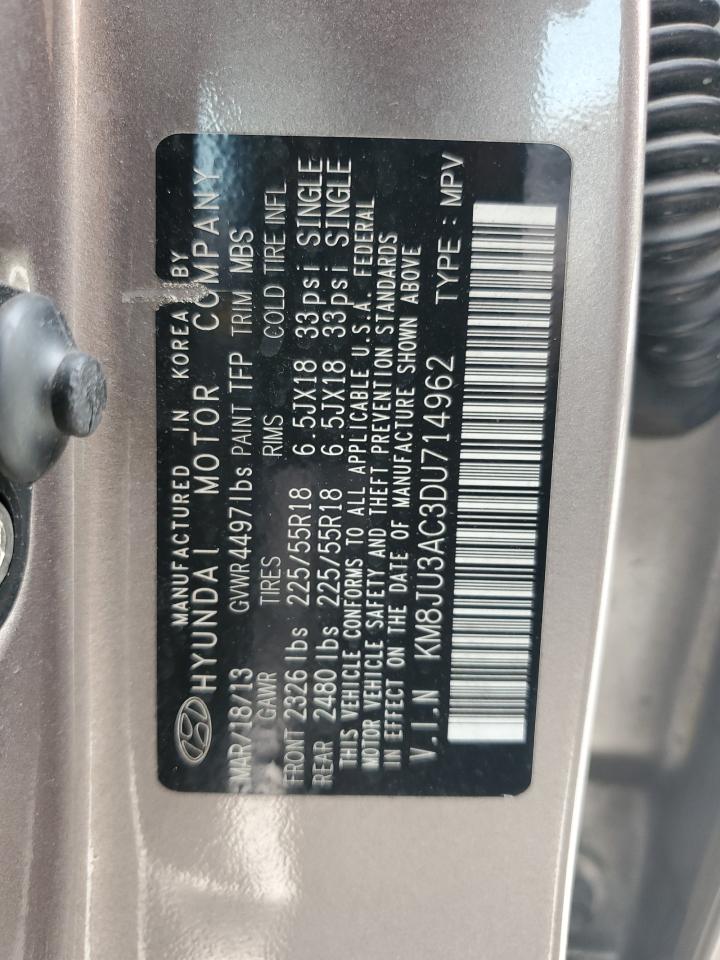 MANUFACTURED IN KOREA BY
HYUNDAI MOTOR COMPANY
MAR/18/13 GVWR 4497lbs PAINT TFP TRIM MBS
GAWR TIRES RIMS COLD TIRE INFL
FRONT 2326 lbs 225/55R18 6.5JX18 33psi SINGLE
REAR 2480 lbs 225/55R18 6.5JX18 33psi SINGLE
THIS VEHICLE CONFORMS TO ALL APPLICABLE U.S.A. FEDERAL
MOTOR VEHICLE SAFETY AND THEFT PREVENTION STANDARDS
IN EFFECT ON THE DATE OF MANUFACTURE SHOWN ABOVE
V.I.N KM8JU3AC3DU714962 TYPE : MPV